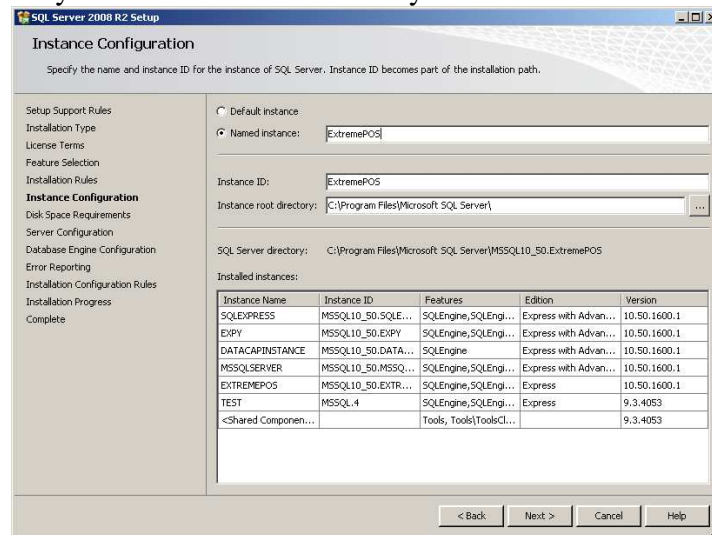 SQL Server 2008 R2 Setup
Instance Configuration
Specify the name and instance ID for the instance of SQL Server. Instance ID becomes part of the installation path.
Setup Support Rules
Installation Type
License Terms
Feature Selection
Installation Rules
Instance Configuration
Disk Space Requirements
Server Configuration
Database Engine Configuration
Error Reporting
Installation Configuration Rules
Installation Progress
Complete
Default instance
Named instance: ExtremePOS
Instance ID: ExtremePOS
Instance root directory: C:\Program Files\Microsoft SQL Server\ ...
SQL Server directory: C:\Program Files\Microsoft SQL Server\MSSQL10_50.ExtremePOS
Installed instances:
Instance Name Instance ID Features Edition Version
SQLEXPRESS MSSQL10_50.SQLE... SQLEngine,SQLEngi... Express with Advan... 10.50.1600.1
EXPY MSSQL10_50.EXPY SQLEngine,SQLEngi... Express with Advan... 10.50.1600.1
DATACAPINSTANCE MSSQL10_50.DATA... SQLEngine Express with Advan... 10.50.1600.1
MSSQLSERVER MSSQL10_50.MSSQ... SQLEngine,SQLEngi... Express with Advan... 10.50.1600.1
EXTREMEPOS MSSQL10_50.EXTR... SQLEngine,SQLEngi... Express 10.50.1600.1
TEST MSSQL.4 SQLEngine,SQLEngi... Express 9.3.4053
<Shared Componen... Tools, Tools\ToolsCl... 9.3.4053
< Back Next > Cancel Help